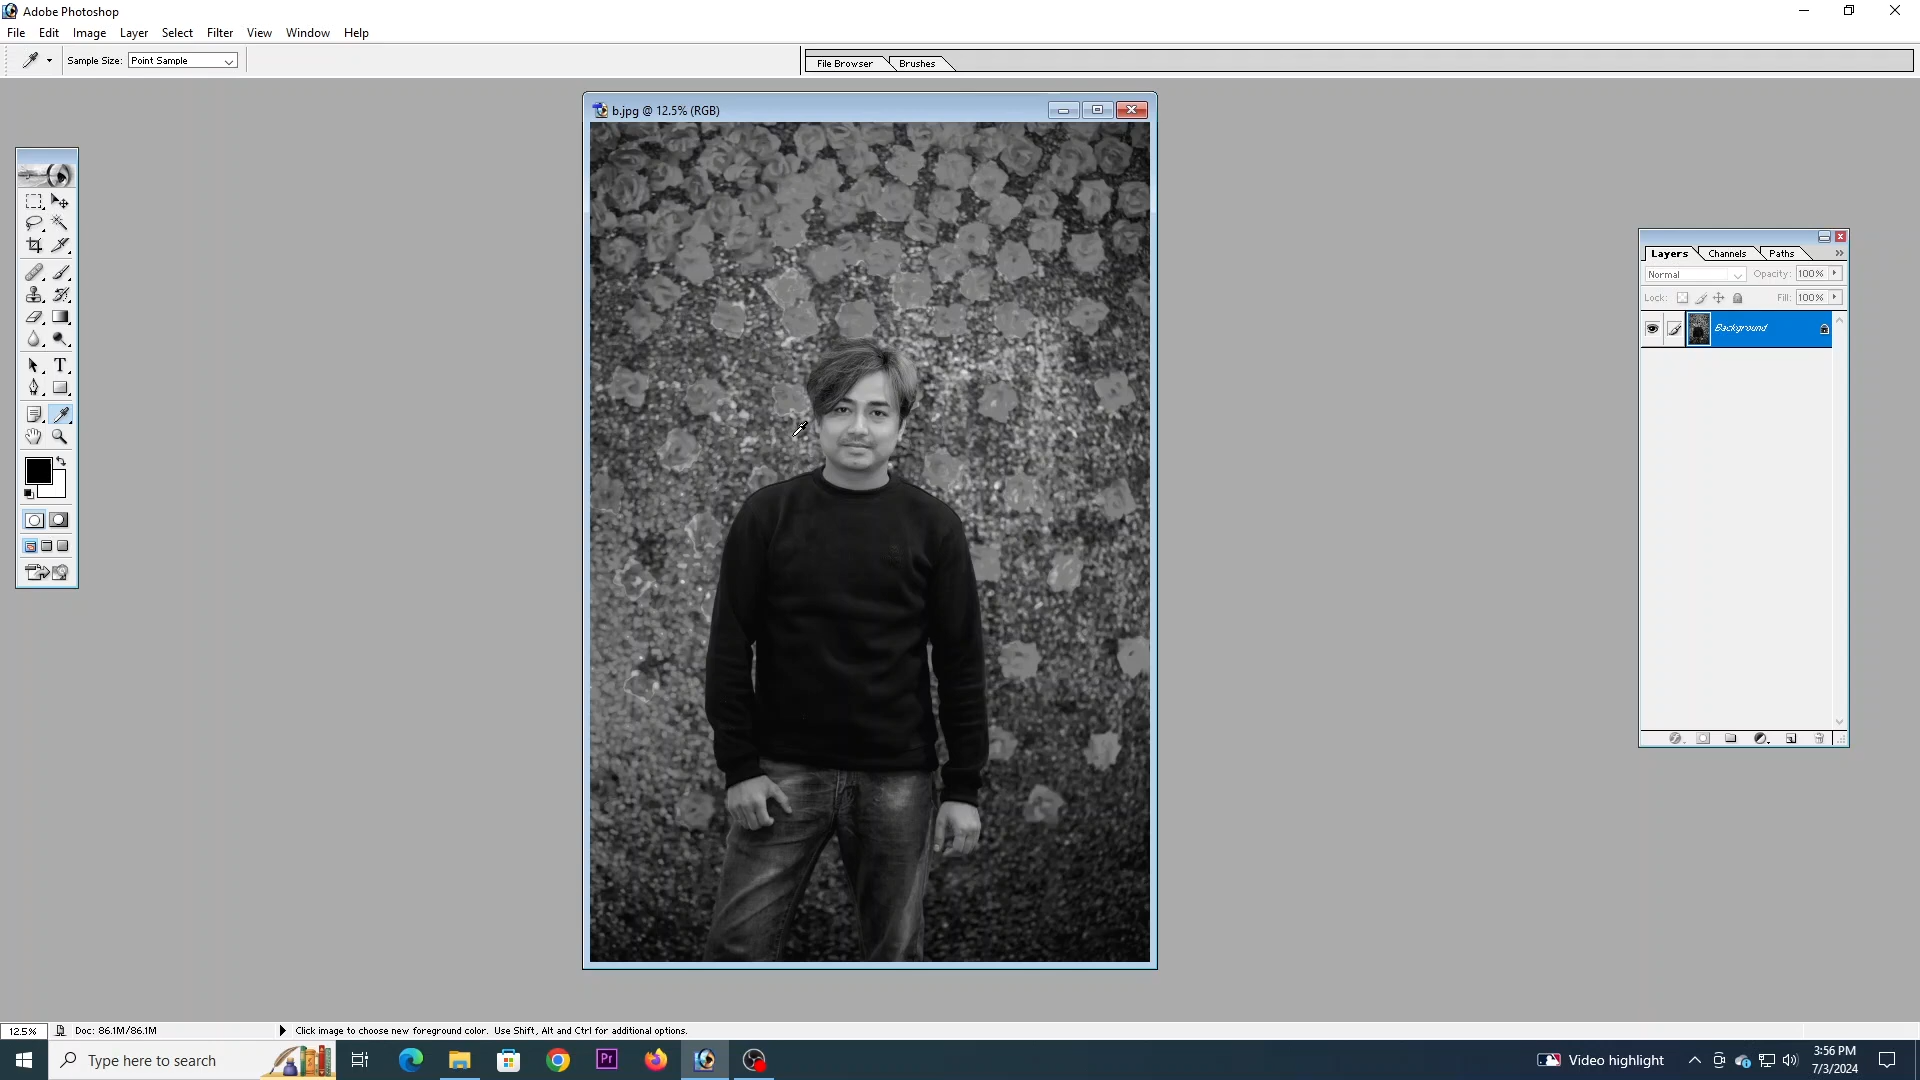 Adobe Photoshop
File Edit Image Layer Select Filter View Window Help
Sample Size: Point Sample File Browser Brushes
b.jpg @ 12.5% (RGB)
Layers Channels Paths
Normal Opacity: 100%
Lock: Fill: 100%
Background
T
12.5% Doc: 86.1M/86.1M Click image to choose new foreground color. Use Shift, Alt and Ctrl for additional options.
Type here to search Pr Video highlight 3:56 PM
7/3/2024